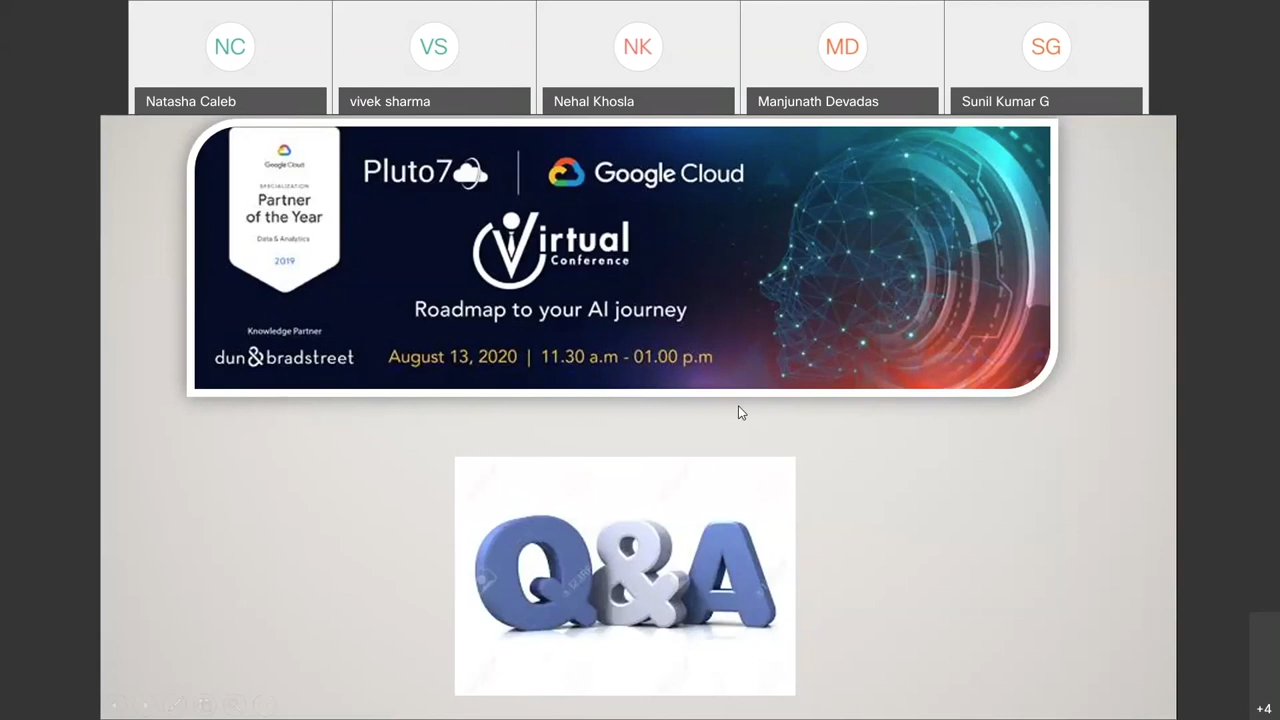 NC
VS
NK
MD
SG
Natasha Caleb
vivek sharma
Nehal Khosla
Manjunath Devadas
Sunil Kumar G
Google Cloud
SPECIALIZATION
Partner
of the Year
Data & Analytics
2019
Pluto7
Google Cloud
Virtual
Conference
Roadmap to your AI journey
Knowledge Partner
dun&bradstreet
August 13, 2020 | 11.30 a.m - 01.00 p.m
Q&A
+4